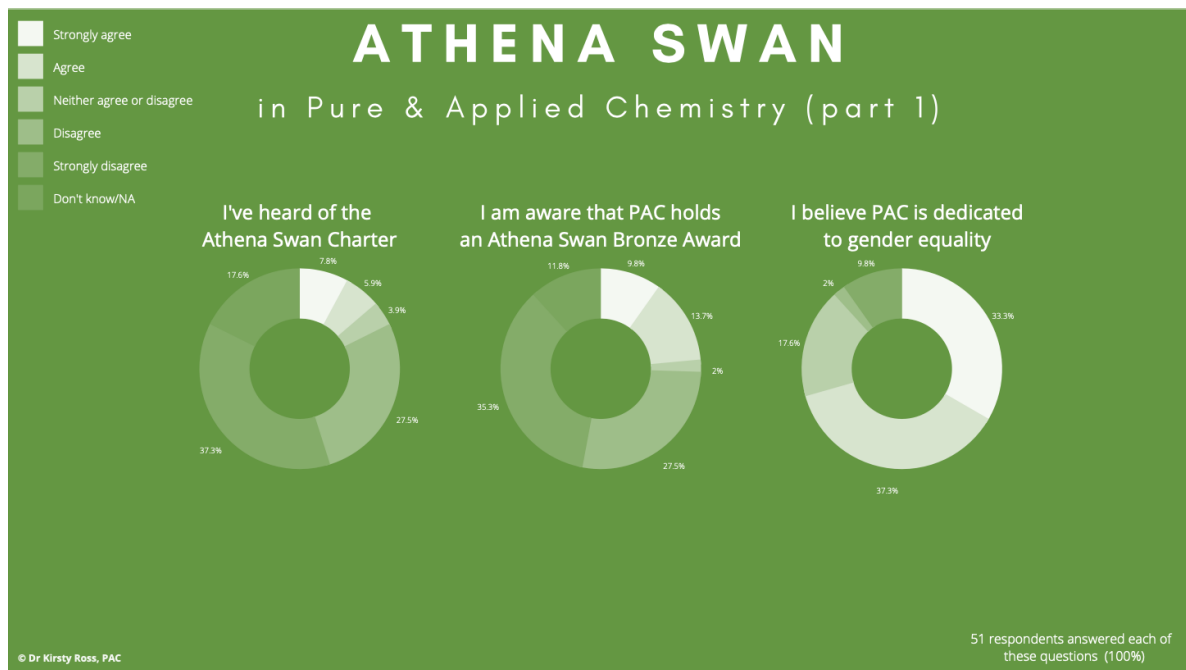 Strongly agree
Agree
Neither agree or disagree
Disagree
Strongly disagree
Don't know/NA
ATHENA SWAN
in Pure & Applied Chemistry (part 1)
I've heard of the
Athena Swan Charter
7.8%
5.9%
3.9%
27.5%
37.3%
17.6%
I am aware that PAC holds
an Athena Swan Bronze Award
9.8%
13.7%
2%
27.5%
35.3%
11.8%
I believe PAC is dedicated
to gender equality
33.3%
37.3%
17.6%
2%
9.8%
© Dr Kirsty Ross, PAC
51 respondents answered each of
these questions (100%)